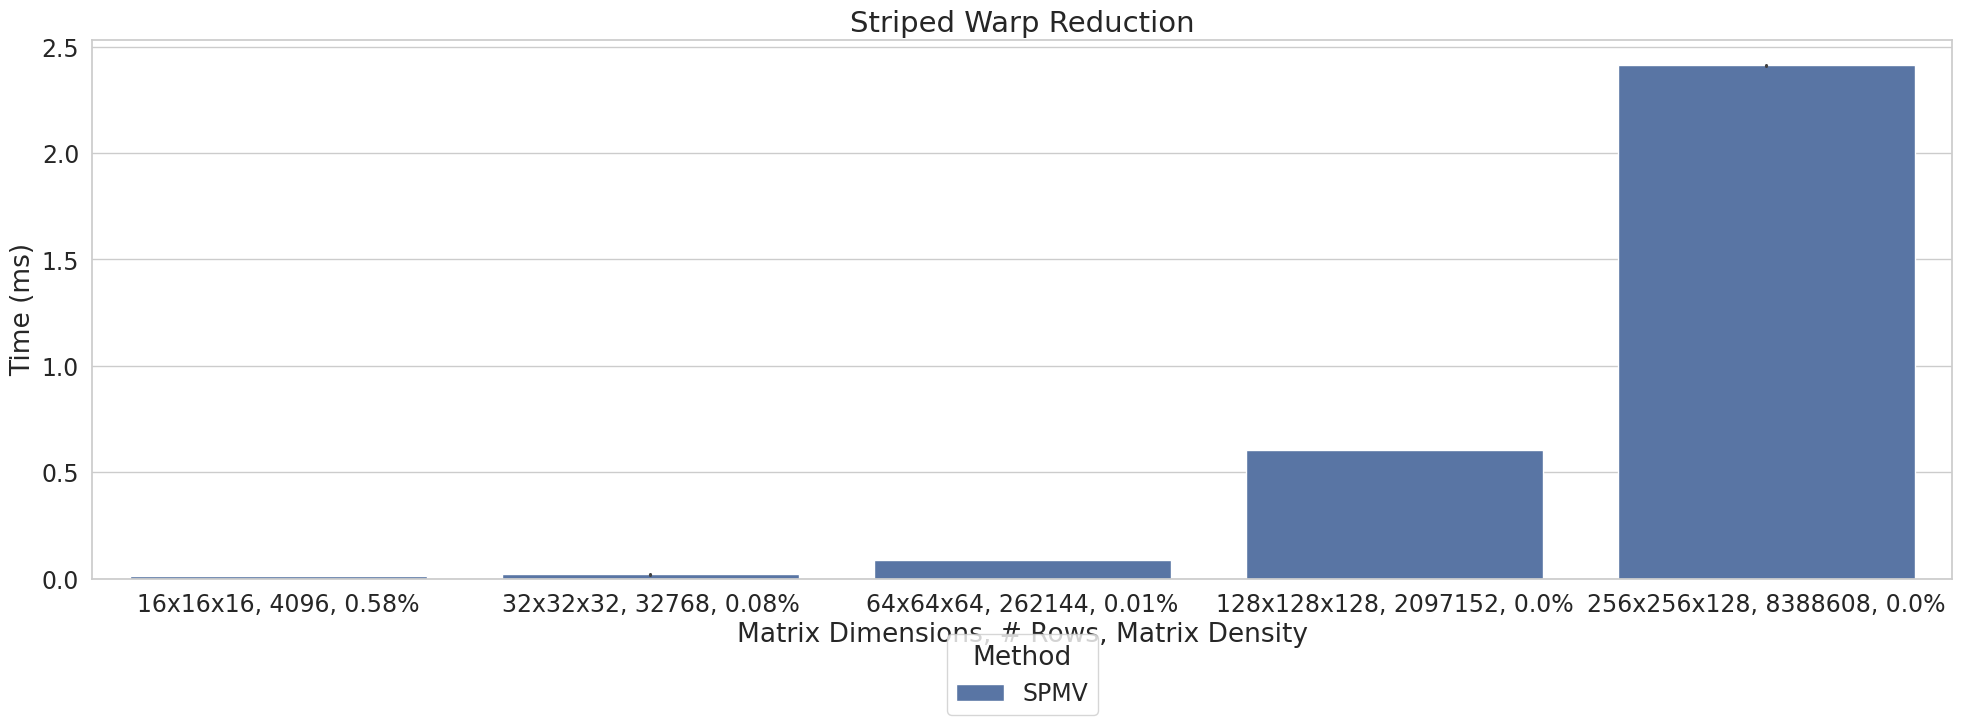 Striped Warp Reduction
2.5
2.0
1.5
1.0
0.5
0.0
Time (ms)
16x16x16, 4096, 0.58%
32x32x32, 32768, 0.08%
64x64x64, 262144, 0.01%
128x128x128, 2097152, 0.0%
256x256x128, 8388608, 0.0%
Matrix Dimensions, # Rows, Matrix Density
Method
SPMV